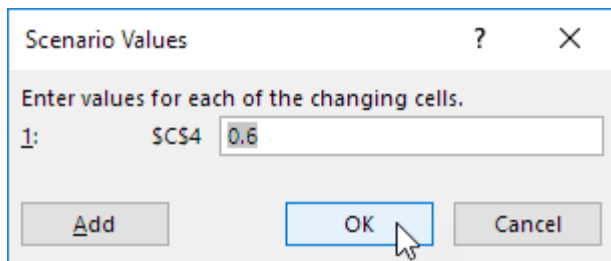 Scenario Values ? ×
Enter values for each of the changing cells.
1: $C$4 0.6
Add OK Cancel